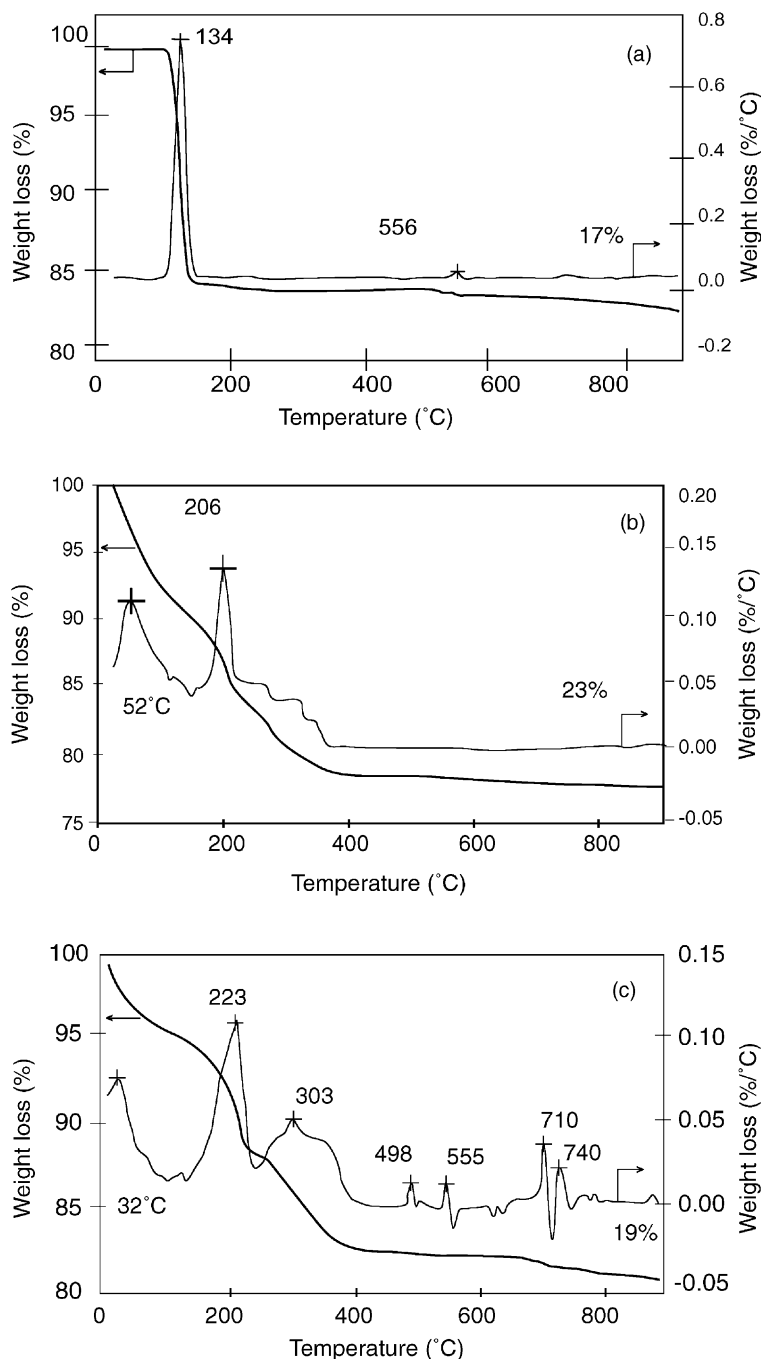 100
0.8
134
(a)
0.6
95
0.4
90
0.2
556
17%
85
0.0
80
-0.2
0 200 400 600 800
Temperature (˚C)
Weight loss (%)
Weight loss (%/˚C)
100
0.20
206
(b)
95
0.15
90
0.10
85
0.05
52˚C
23%
80
0.00
75
-0.05
0 200 400 600 800
Temperature (˚C)
Weight loss (%)
Weight loss (%/˚C)
100
0.15
(c)
223
95
0.10
303
90
0.05
498 555 710
740
32˚C
85
0.00
19%
80
-0.05
0 200 400 600 800
Temperature (˚C)
Weight loss (%)
Weight loss (%/˚C)